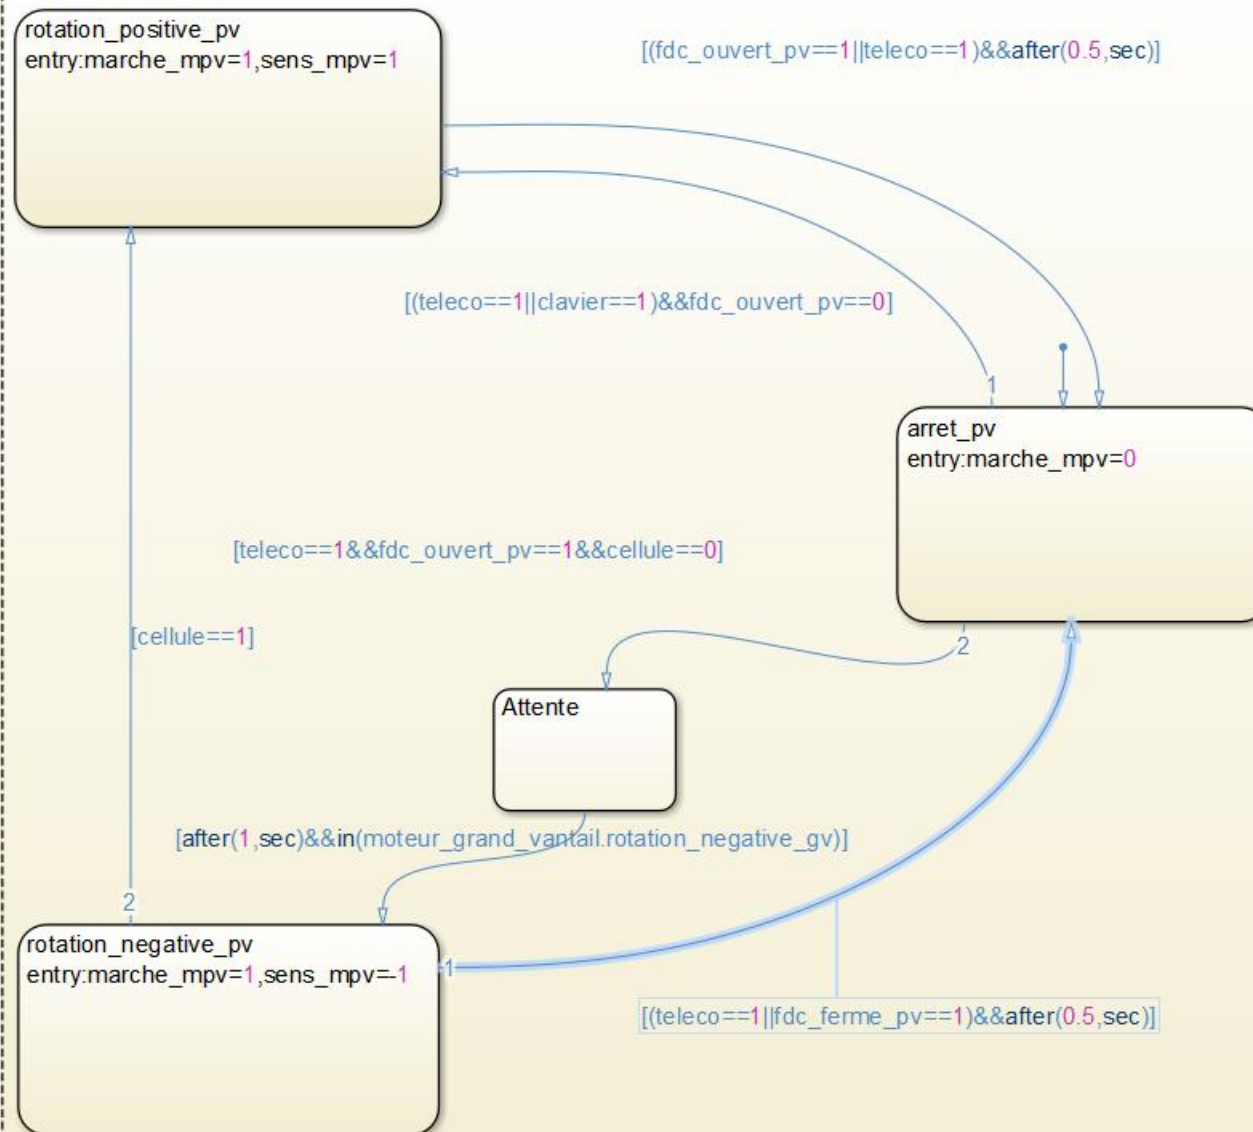 rotation_positive_pv
entry:marche_mpv=1,sens_mpv=1
[(fdc_ouvert_pv==1||teleco==1)&&after(0.5,sec)]
[(teleco==1||clavier==1)&&fdc_ouvert_pv==0]
1
arret_pv
entry:marche_mpv=0
[teleco==1&&fdc_ouvert_pv==1&&cellule==0]
[cellule==1]
2
Attente
[after(1,sec)&&in(moteur_grand_vantail.rotation_negative_gv)]
2
rotation_negative_pv
entry:marche_mpv=1,sens_mpv=-1
1
[(teleco==1||fdc_ferme_pv==1)&&after(0.5,sec)]